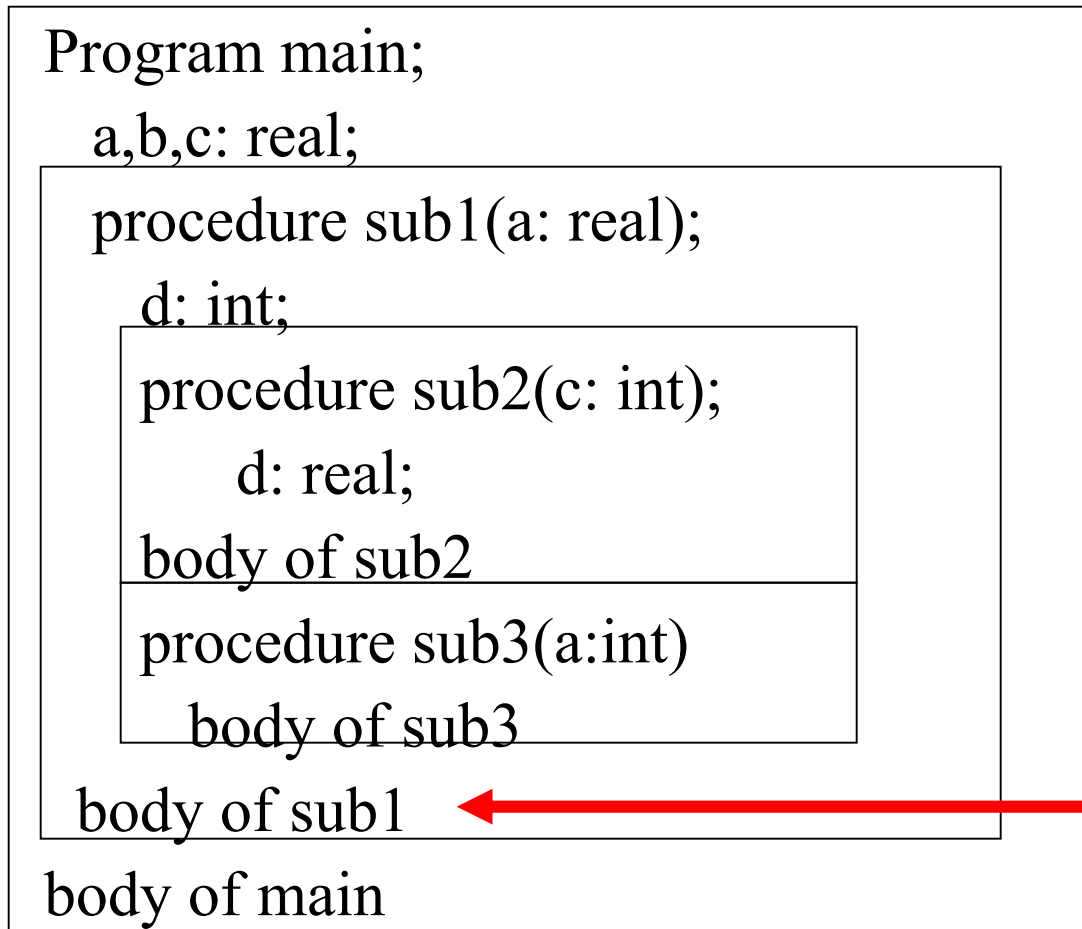 Program main;
a,b,c: real;
procedure sub1(a: real);
d: int;
procedure sub2(c: int);
d: real;
body of sub2
procedure sub3(a:int)
body of sub3
body of sub1
body of main